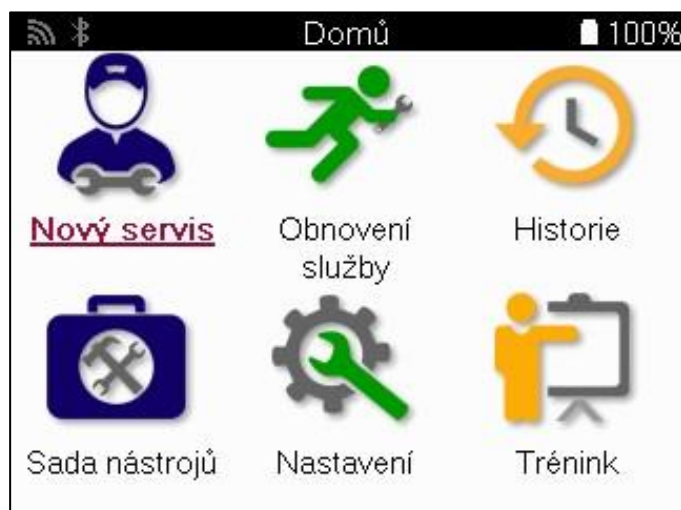 Domů 100%
Nový servis Obnovení služby Historie
Sada nástrojů Nastavení Trénink